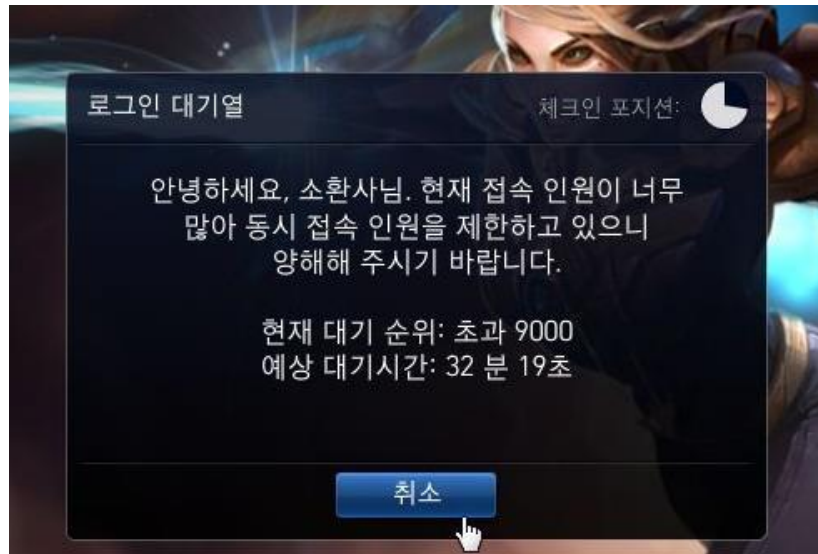 로그인 대기열
체크인 포지션:
안녕하세요, 소환사님. 현재 접속 인원이 너무
많아 동시 접속 인원을 제한하고 있으니
양해해 주시기 바랍니다.
현재 대기 순위: 초과 9000
예상 대기시간: 32 분 19초
취소